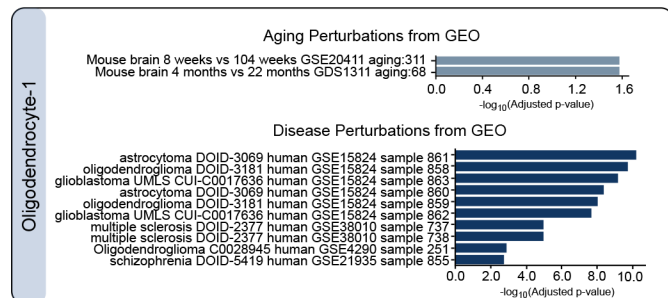 Oligodendrocyte-1
Aging Perturbations from GEO
Mouse brain 8 weeks vs 104 weeks GSE20411 aging:311
Mouse brain 4 months vs 22 months GDS1311 aging:68
0.0 0.4 0.8 1.2 1.6
-log10(Adjusted p-value)
Disease Perturbations from GEO
astrocytoma DOID-3069 human GSE15824 sample 861
oligodendroglioma DOID-3181 human GSE15824 sample 858
glioblastoma UMLS CUI-C0017636 human GSE15824 sample 863
astrocytoma DOID-3069 human GSE15824 sample 860
oligodendroglioma DOID-3181 human GSE15824 sample 859
glioblastoma UMLS CUI-C0017636 human GSE15824 sample 862
multiple sclerosis DOID-2377 human GSE38010 sample 737
multiple sclerosis DOID-2377 human GSE38010 sample 738
Oligodendroglioma C0028945 human GSE4290 sample 251
schizophrenia DOID-5419 human GSE21935 sample 855
0.0 2.0 4.0 6.0 8.0 10.0
-log10(Adjusted p-value)